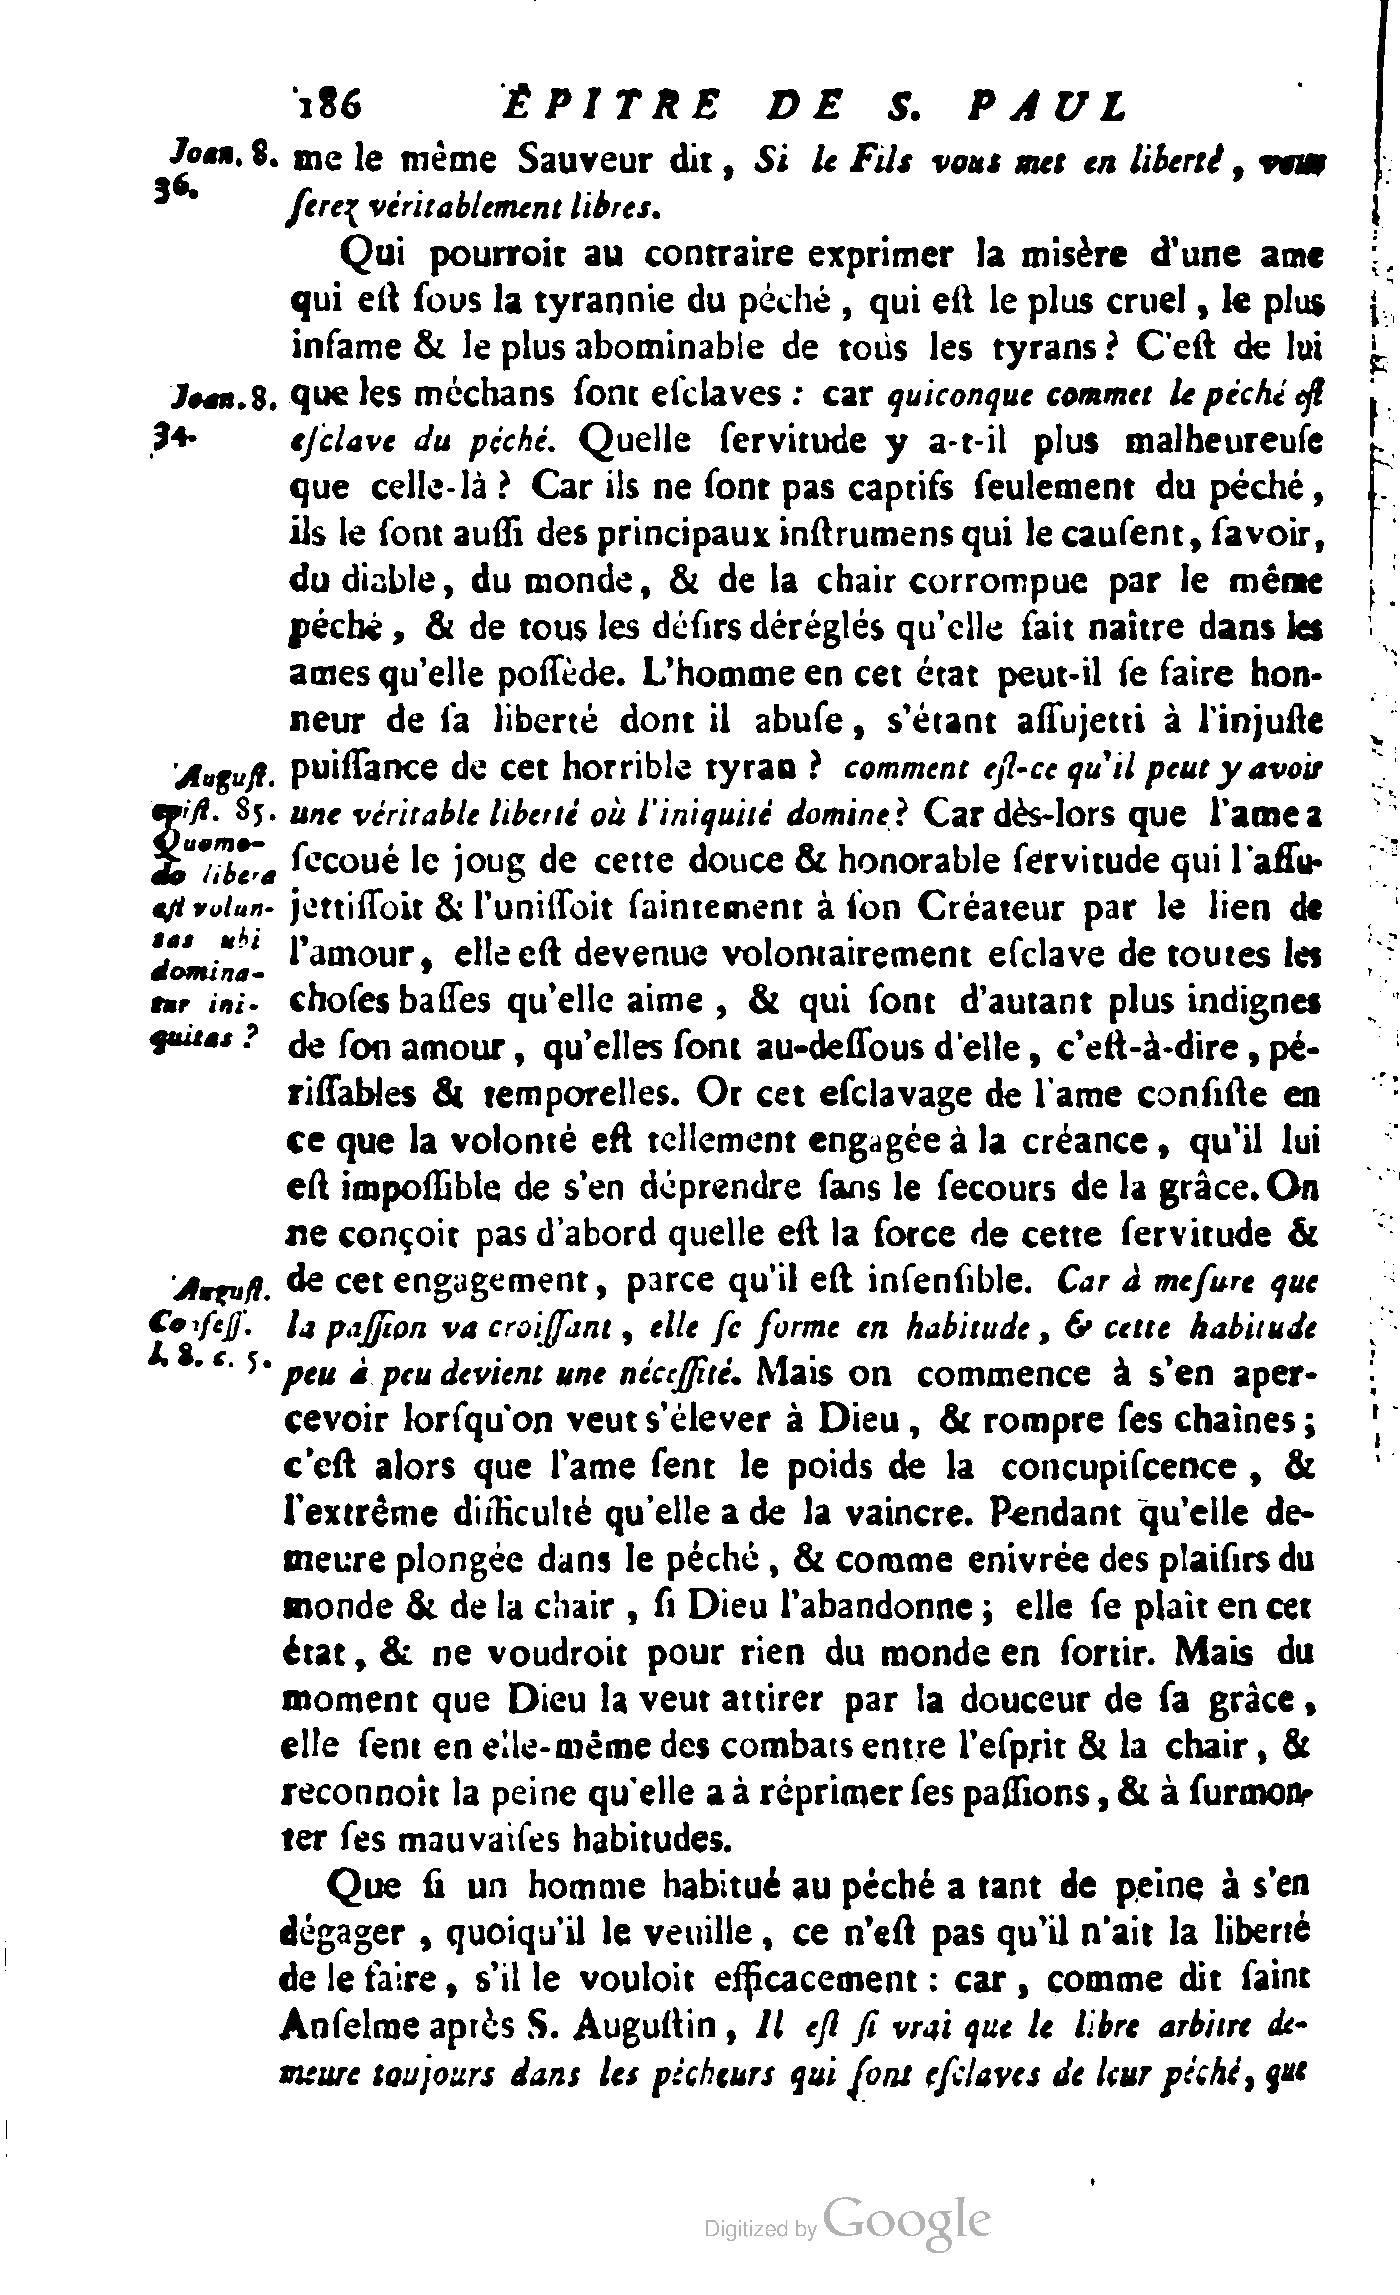 186 ÉPITRE DE S. PAUL
Joan. 8. me le même Sauveur dit, Si le Fils vous met en liberté, vous
36. ſerez véritablement libres.
Qui pourroit au contraire exprimer la misère d'une ame
qui eſt ſous la tyrannie du péché, qui eſt le plus cruel, le plus
infame & le plus abominable de tous les tyrans? C'eſt de lui
Joan. 8. que les méchans ſont eſclaves : car quiconque commet le péché eſt
34. eſclave du péché. Quelle ſervitude y a-t-il plus malheureuſe
que celle-là? Car ils ne ſont pas captifs ſeulement du péché,
ils le ſont auſſi des principaux inſtrumens qui le cauſent, ſavoir,
du diable, du monde, & de la chair corrompue par le même
péché, & de tous les déſirs déréglés qu'elle fait naître dans les
ames qu'elle poſſède. L'homme en cet état peut-il ſe faire hon-
neur de ſa liberté dont il abuſe, s'étant aſſujetti à l'injuſte
Auguſt. puiſſance de cet horrible tyran? comment eſt-ce qu'il peut y avoir
epiſt. 85. une véritable liberté où l'iniquité domine? Car dès-lors que l'ame a
Quomo-
do libera ſecoué le joug de cette douce & honorable ſervitude qui l'aſſu-
eſt volun- jettiſſoit & l'uniſſoit ſaintement à ſon Créateur par le lien de
tas ubi l'amour, elle eſt devenue volontairement eſclave de toutes les
domina-
tur ini- choſes baſſes qu'elle aime, & qui ſont d'autant plus indignes
quitas? de ſon amour, qu'elles ſont au-deſſous d'elle, c'eſt-à-dire, pé-
riſſables & temporelles. Or cet eſclavage de l'ame conſiſte en
ce que la volonté eſt tellement engagée à la créance, qu'il lui
eſt impoſſible de s'en déprendre ſans le ſecours de la grâce. On
ne conçoit pas d'abord quelle eſt la force de cette ſervitude &
Auguſt. de cet engagement, parce qu'il eſt inſenſible. Car à meſure que
Confeſſ. la paſſion va croiſſant, elle ſe forme en habitude, & cette habitude
l. 8. c. 5. peu à peu devient une néceſſité. Mais on commence à s'en aper-
cevoir lorſqu'on veut s'élever à Dieu, & rompre ſes chaînes;
c'eſt alors que l'ame ſent le poids de la concupiſcence, &
l'extrême difficulté qu'elle a de la vaincre. Pendant qu'elle de-
meure plongée dans le péché, & comme enivrée des plaiſirs du
monde & de la chair, ſi Dieu l'abandonne; elle ſe plaît en cet
état, & ne voudroit pour rien du monde en ſortir. Mais du
moment que Dieu la veut attirer par la douceur de ſa grâce,
elle ſent en elle-même des combats entre l'eſprit & la chair, &
reconnoît la peine qu'elle a à réprimer ſes paſſions, & à ſurmon-
ter ſes mauvaiſes habitudes.
Que ſi un homme habitué au péché a tant de peine à s'en
dégager, quoiqu'il le veuille, ce n'eſt pas qu'il n'ait la liberté
de le faire, s'il le vouloit efficacement : car, comme dit ſaint
Anſelme après S. Auguſtin, Il eſt ſi vrai que le libre arbitre de-
meure toujours dans les pécheurs qui ſont eſclaves de leur péché, que
Digitized by Google